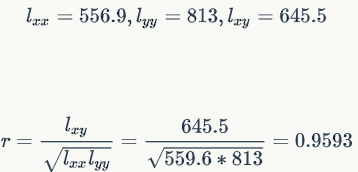 l_{xx} = 556.9, l_{yy} = 813, l_{xy} = 645.5
r = \frac{l_{xy}}{\sqrt{l_{xx}l_{yy}}} = \frac{645.5}{\sqrt{559.6 * 813}} = 0.9593